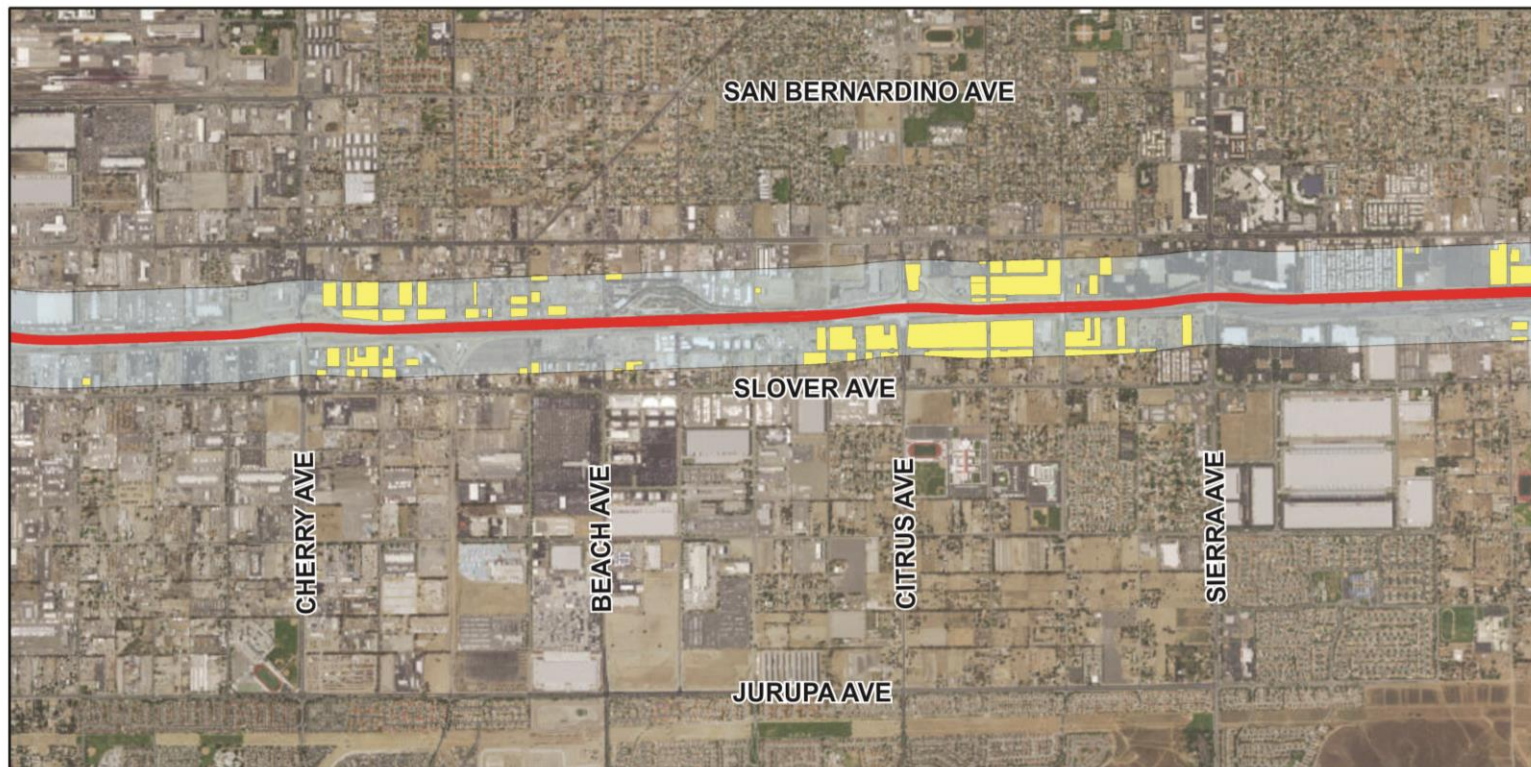 SAN BERNARDINO AVE
SLOVER AVE
CHERRY AVE
BEACH AVE
CITRUS AVE
SIERRA AVE
JURUPA AVE